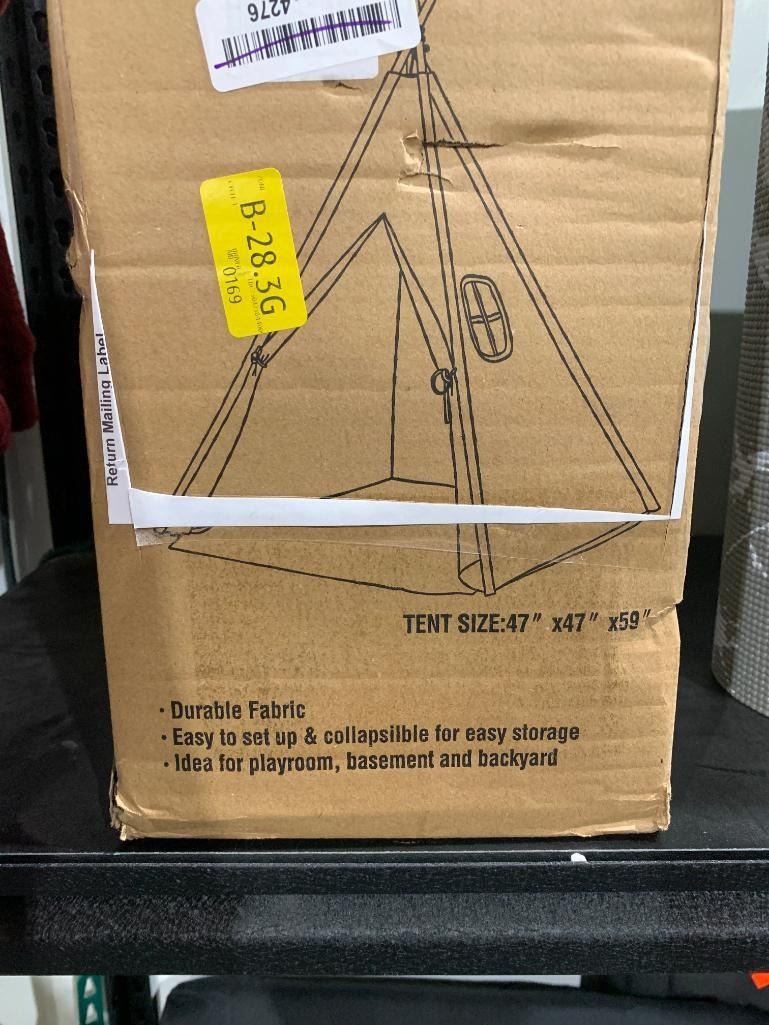 4276
B-28.3G
0169
Return Mailing Label
TENT SIZE:47" x47" x59"
· Durable Fabric
· Easy to set up & collapsilble for easy storage
· Idea for playroom, basement and backyard